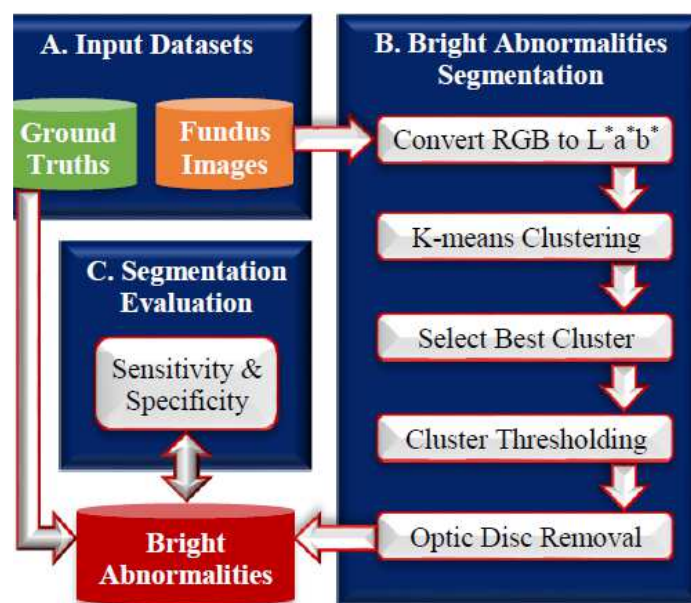 A. Input Datasets
Ground
Truths
Fundus
Images
B. Bright Abnormalities
Segmentation
Convert RGB to L*a*b*
K-means Clustering
Select Best Cluster
Cluster Thresholding
Optic Disc Removal
C. Segmentation
Evaluation
Sensitivity &
Specificity
Bright
Abnormalities